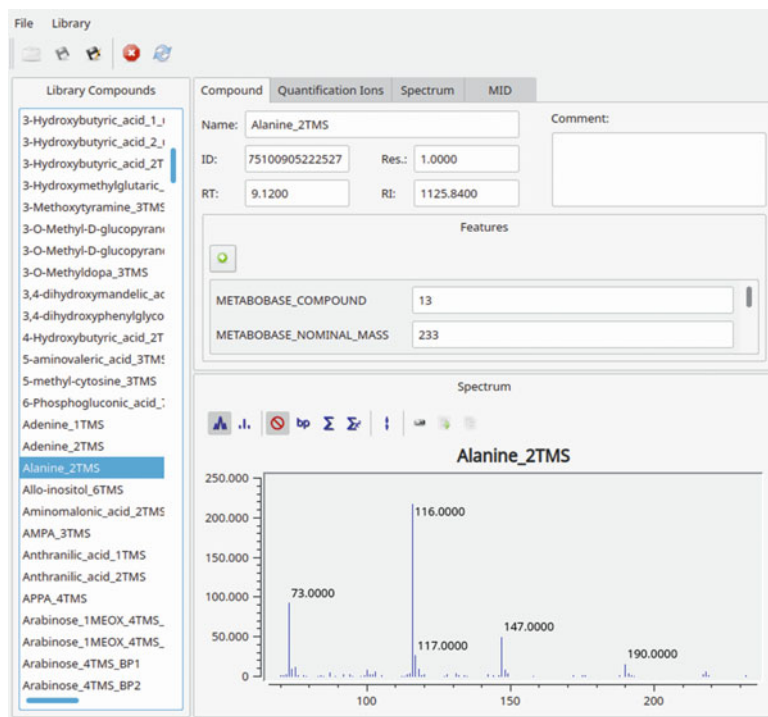 File Library
Library Compounds
3-Hydroxybutyric_acid_1_
3-Hydroxybutyric_acid_2_
3-Hydroxybutyric_acid_2T
3-Hydroxymethylglutaric_
3-Methoxytyramine_3TMS
3-O-Methyl-D-glucopyran
3-O-Methyl-D-glucopyran
3-O-Methyldopa_3TMS
3,4-dihydroxymandelic_ac
3,4-dihydroxyphenylglyco
4-Hydroxybutyric_acid_2T
5-aminovaleric_acid_3TMS
5-methyl-cytosine_3TMS
6-Phosphogluconic_acid_
Adenine_1TMS
Adenine_2TMS
Alanine_2TMS
Allo-inositol_6TMS
Aminomalonic_acid_2TMS
AMPA_3TMS
Anthranilic_acid_1TMS
Anthranilic_acid_2TMS
APPA_4TMS
Arabinose_1MEOX_4TMS_
Arabinose_1MEOX_4TMS_
Arabinose_4TMS_BP1
Arabinose_4TMS_BP2
Compound Quantification Ions Spectrum MID
Name: Alanine_2TMS Comment:
ID: 75100905222527 Res.: 1.0000
RT: 9.1200 RI: 1125.8400
Features
METABOBASE_COMPOUND 13
METABOBASE_NOMINAL_MASS 233
Spectrum
bp Σ
Alanine_2TMS
250.000
200.000
150.000
100.000
50.000
0
116.0000
73.0000
117.0000
147.0000
190.0000
100 150 200